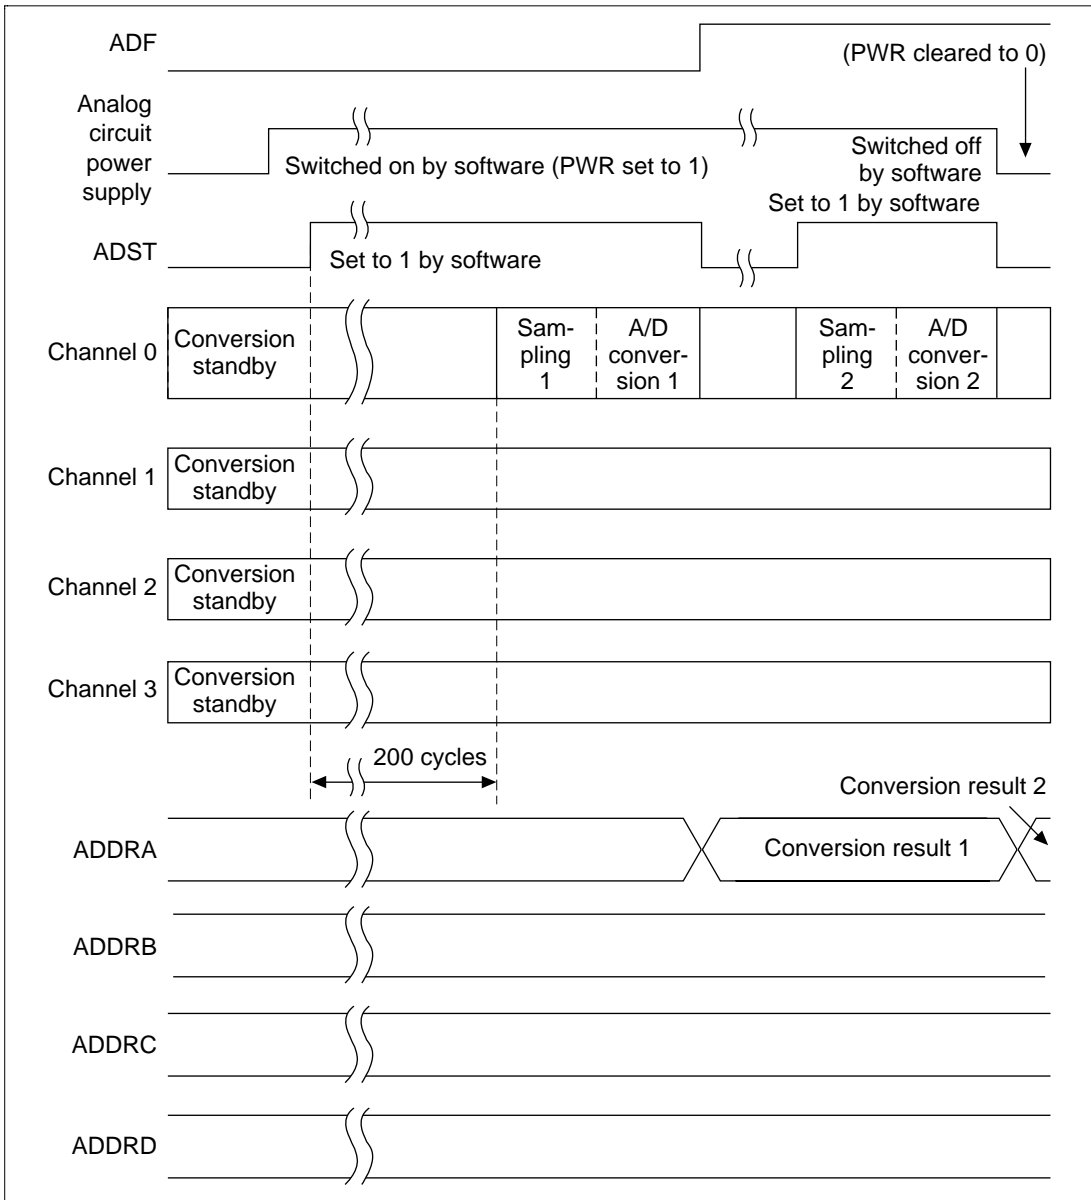 ADF
(PWR cleared to 0)
Analog
circuit
power
supply
Switched on by software (PWR set to 1)
Switched off
by software
Set to 1 by software
ADST
Set to 1 by software
Channel 0
Conversion
standby
Sam-
pling
1
A/D
conver-
sion 1
Sam-
pling
2
A/D
conver-
sion 2
Channel 1
Conversion
standby
Channel 2
Conversion
standby
Channel 3
Conversion
standby
200 cycles
Conversion result 2
ADDRA
Conversion result 1
ADDRB
ADDRC
ADDRD